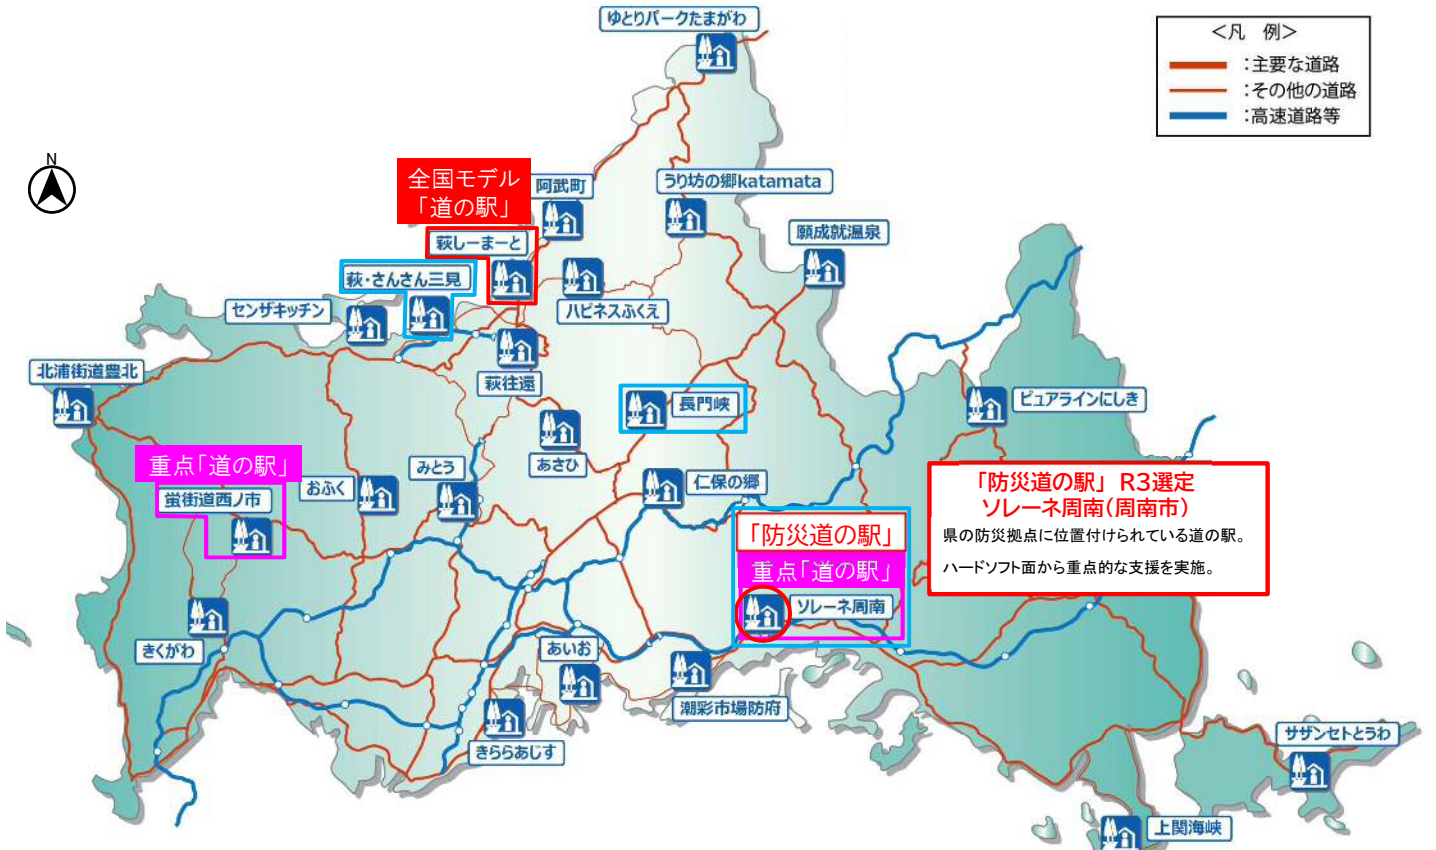 ゆとりパークたまがわ
<凡 例>
:主要な道路
:その他の道路
:高速道路等
N
全国モデル
「道の駅」
阿武町
うり坊の郷katamata
願成就温泉
萩しーまーと
萩・さんさん三見
センザキッチン
ハピネスふくえ
北浦街道豊北
萩往還
長門峡
ピュアラインにしき
重点「道の駅」
蛍街道西ノ市
おふく
みとう
あさひ
仁保の郷
「防災道の駅」 R3選定
ソレーネ周南(周南市)
県の防災拠点に位置付けられている道の駅。
ハードソフト面から重点的な支援を実施。
「防災道の駅」
重点「道の駅」
ソレーネ周南
きくがわ
あいお
潮彩市場防府
きららあじす
サザンセトとうわ
上関海峡